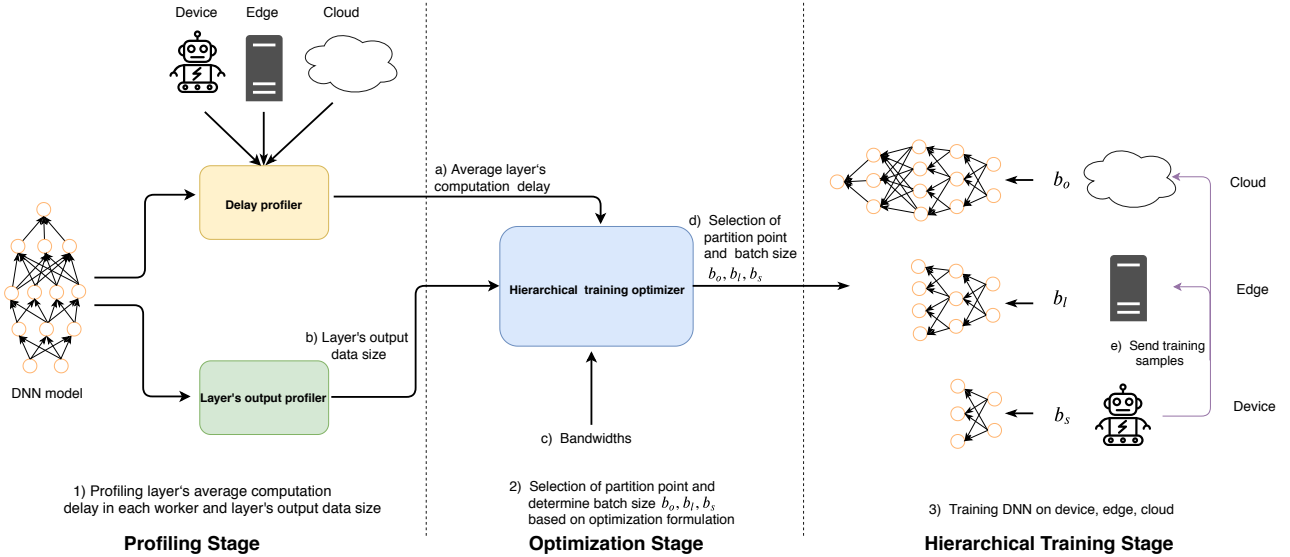 Device
Edge
Cloud
Delay profiler
DNN model
Layer's output profiler
a) Average layer's
computation delay
b) Layer's output
data size
Hierarchical training optimizer
c) Bandwidths
d) Selection of
partition point
and batch size
b_o, b_l, b_s
b_o
Cloud
b_l
Edge
e) Send training
samples
b_s
Device
1) Profiling layer's average computation
delay in each worker and layer's output data size
Profiling Stage
2) Selection of partition point and
determine batch size b_o, b_l, b_s
based on optimization formulation
Optimization Stage
3) Training DNN on device, edge, cloud
Hierarchical Training Stage